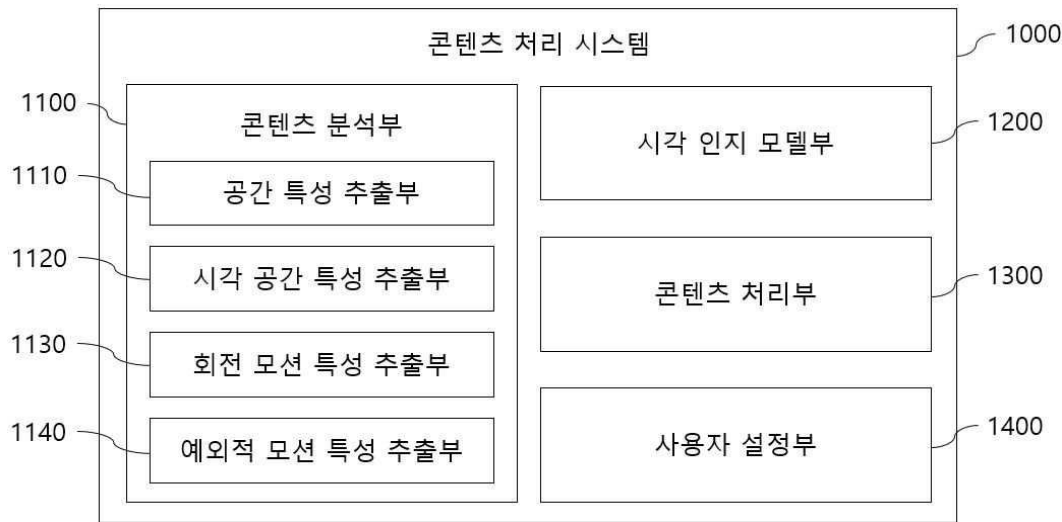 콘텐츠 처리 시스템
1000
1100
콘텐츠 분석부
1110
공간 특성 추출부
1120
시각 공간 특성 추출부
1130
회전 모션 특성 추출부
1140
예외적 모션 특성 추출부
시각 인지 모델부
1200
콘텐츠 처리부
1300
사용자 설정부
1400